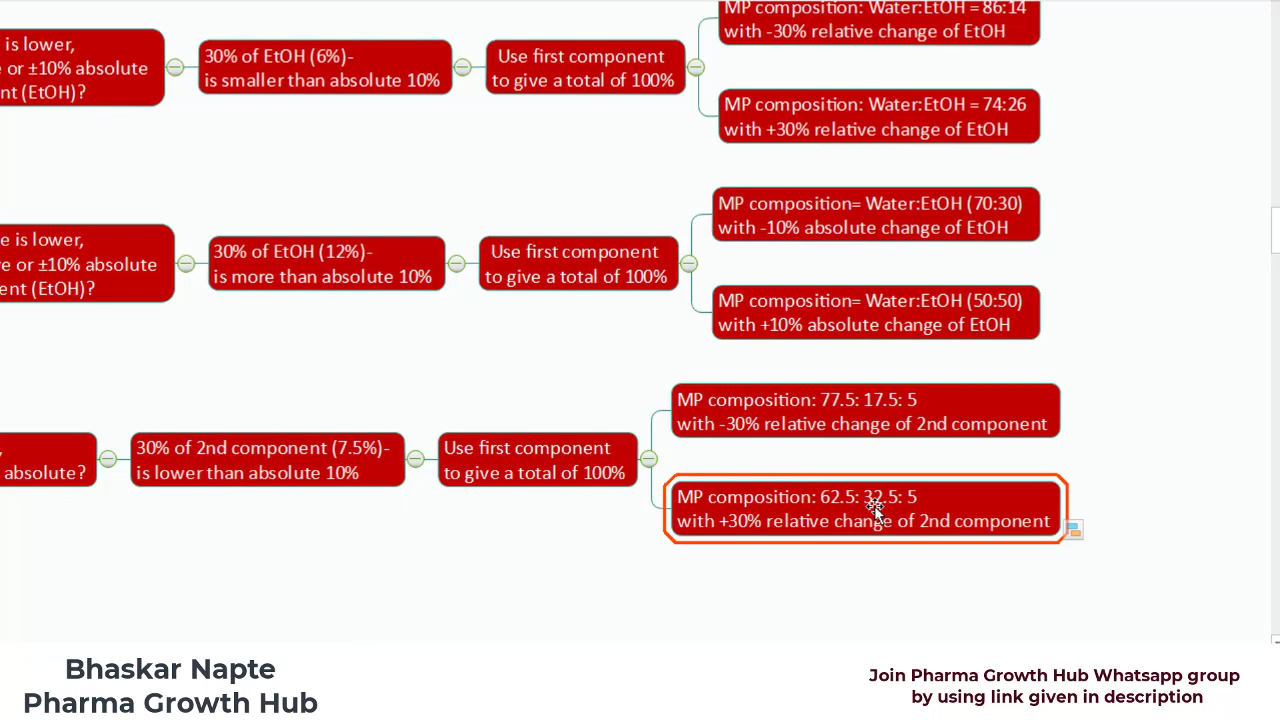 MP composition: Water:EtOH = 86:14
with -30% relative change of EtOH
is lower,
e or ±10% absolute
nt (EtOH)?
30% of EtOH (6%)-
is smaller than absolute 10%
Use first component
to give a total of 100%
MP composition: Water:EtOH = 74:26
with +30% relative change of EtOH
MP composition= Water:EtOH (70:30)
with -10% absolute change of EtOH
e is lower,
ve or ±10% absolute
ent (EtOH)?
30% of EtOH (12%)-
is more than absolute 10%
Use first component
to give a total of 100%
MP composition= Water:EtOH (50:50)
with +10% absolute change of EtOH
MP composition: 77.5: 17.5: 5
with -30% relative change of 2nd component
absolute?
30% of 2nd component (7.5%)-
is lower than absolute 10%
Use first component
to give a total of 100%
MP composition: 62.5: 32.5: 5
with +30% relative change of 2nd component
Bhaskar Napte
Pharma Growth Hub
Join Pharma Growth Hub Whatsapp group
by using link given in description